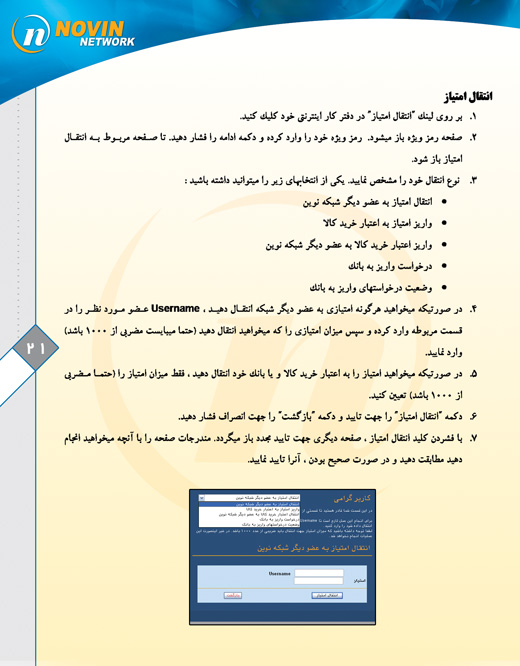 NOVIN
NETWORK
انتقال امتیاز
۱. بر روی لینک "انتقال امتیاز" در دفتر کار اینترنتی خود کلیک کنید.
۲. صفحه رمز ویژه باز میشود. رمز ویژه خود را وارد کرده و دکمه ادامه را فشار دهید. تا صفحه مربوط به انتقال
امتیاز باز شود.
۳. نوع انتقال خود را مشخص نمایید. یکی از انتخابهای زیر را میتوانید داشته باشید :
● انتقال امتیاز به عضو دیگر شبکه نوین
● واریز امتیاز به اعتبار خرید کالا
● واریز اعتبار خرید کالا به عضو دیگر شبکه نوین
● درخواست واریز به بانک
● وضعیت درخواستهای واریز به بانک
۴. در صورتیکه میخواهید هرگونه امتیازی به عضو دیگر شبکه انتقال دهید ، Username عضو مورد نظر را در
قسمت مربوطه وارد کرده و سپس میزان امتیازی را که میخواهید انتقال دهید (حتما میبایست مضربی از ۱۰۰۰ باشد)
وارد نمایید.
۵. در صورتیکه میخواهید امتیاز را به اعتبار خرید کالا و یا بانک خود انتقال دهید ، فقط میزان امتیاز را (حتما مضربی
از ۱۰۰۰ باشد) تعیین کنید.
۶. دکمه "انتقال امتیاز" را جهت تایید و دکمه "بازگشت" را جهت انصراف فشار دهید.
۷. با فشردن کلید انتقال امتیاز ، صفحه دیگری جهت تایید مجدد باز میگردد. مندرجات صفحه را با آنچه میخواهید انجام
دهید مطابقت دهید و در صورت صحیح بودن ، آنرا تایید نمایید.
۲۱
کاربر گرامی
انتقال امتیاز به عضو دیگر شبکه نوین
انتقال امتیاز به عضو دیگر شبکه نوین
واریز امتیاز به اعتبار خرید کالا
انتقال اعتبار خرید کالا به عضو دیگر شبکه نوین
درخواست واریز به بانک
وضعیت درخواستهای واریز به بانک
انتقال امتیاز به عضو دیگر شبکه نوین
Username
امتیاز
انتقال امتیاز
بازگشت